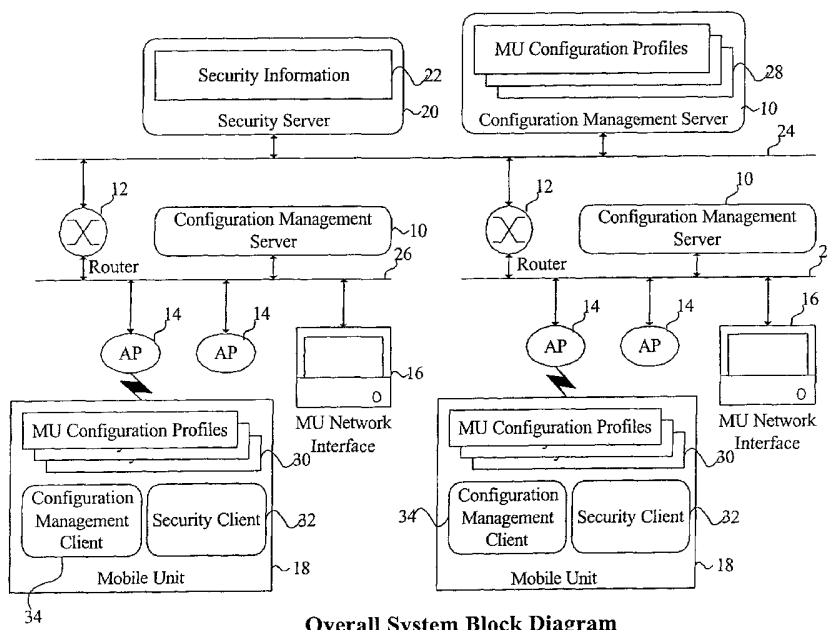 MU Configuration Profiles
Security Information
22
28
Security Server
20
Configuration Management Server
10
24
12
12
10
Configuration Management
Server
10
Configuration Management
Server
Router
26
Router
2
14
14
14
14
16
AP
AP
16
AP
AP
MU Network
Interface
MU Network
Interface
MU Configuration Profiles
30
MU Configuration Profiles
30
Configuration
Management
Client
Security Client
32
34
Configuration
Management
Client
Security Client
32
Mobile Unit
18
Mobile Unit
18
34
Overall System Block Diagram